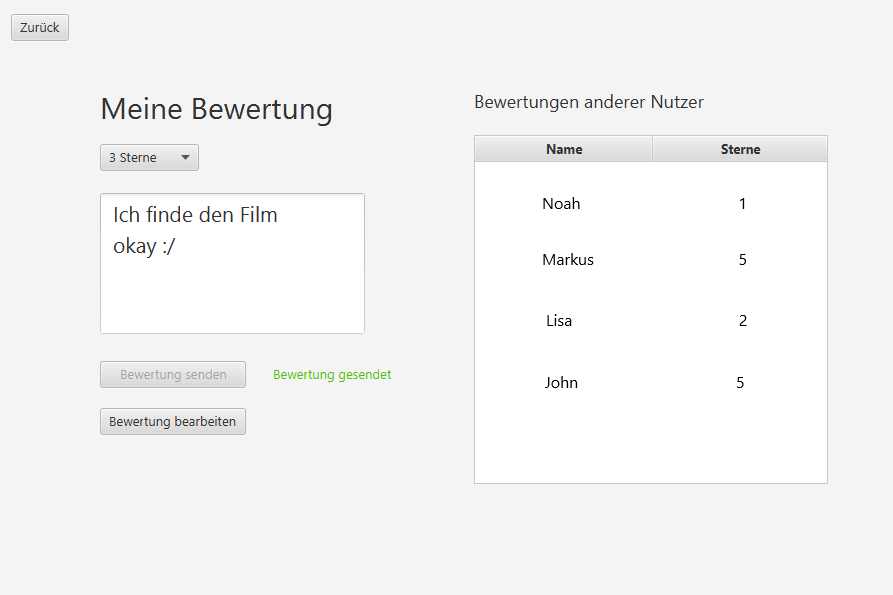 Zurück
Meine Bewertung
3 Sterne
Ich finde den Film
okay :/
Bewertung senden
Bewertung gesendet
Bewertung bearbeiten
Bewertungen anderer Nutzer
Name Sterne
Noah 1
Markus 5
Lisa 2
John 5